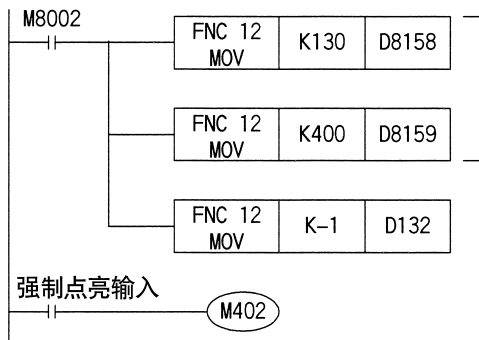 M8002
FNC 12
MOV
K130
D8158
FNC 12
MOV
K400
D8159
FNC 12
MOV
K-1
D132
强制点亮输入
M402